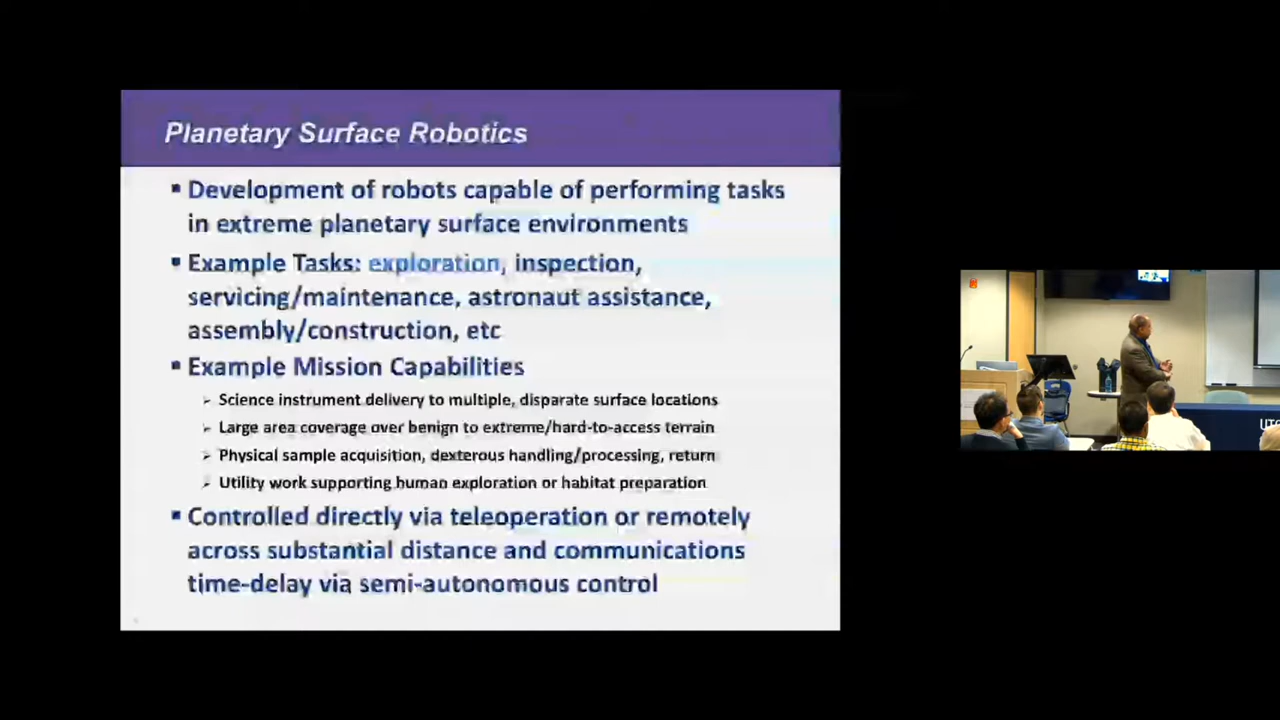 Planetary Surface Robotics
▪ Development of robots capable of performing tasks
in extreme planetary surface environments
▪ Example Tasks: exploration, inspection,
servicing/maintenance, astronaut assistance,
assembly/construction, etc
▪ Example Mission Capabilities
➢ Science instrument delivery to multiple, disparate surface locations
➢ Large area coverage over benign to extreme/hard-to-access terrain
➢ Physical sample acquisition, dexterous handling/processing, return
➢ Utility work supporting human exploration or habitat preparation
▪ Controlled directly via teleoperation or remotely
across substantial distance and communications
time-delay via semi-autonomous control